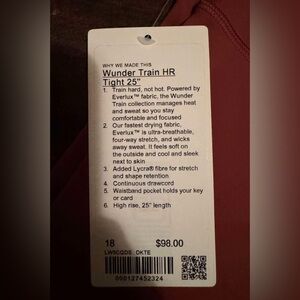 WHY WE MADE THIS
Wunder Train HR
Tight 25"
1. Train hard, not hot. Powered by
Everlux™ fabric, the Wunder
Train collection manages heat
and sweat so you stay
comfortable and focused
2. Our fastest drying fabric,
Everlux™ is ultra-breathable,
four-way stretch, and wicks
away sweat. It feels soft on
the outside and cool and sleek
next to skin
3. Added Lycra® fibre for stretch
and shape retention
4. Continuous drawcord
5. Waistband pocket holds your key
or card
6. High rise, 25" length
18 $98.00
LW5CQDS_DKTE
090127452324